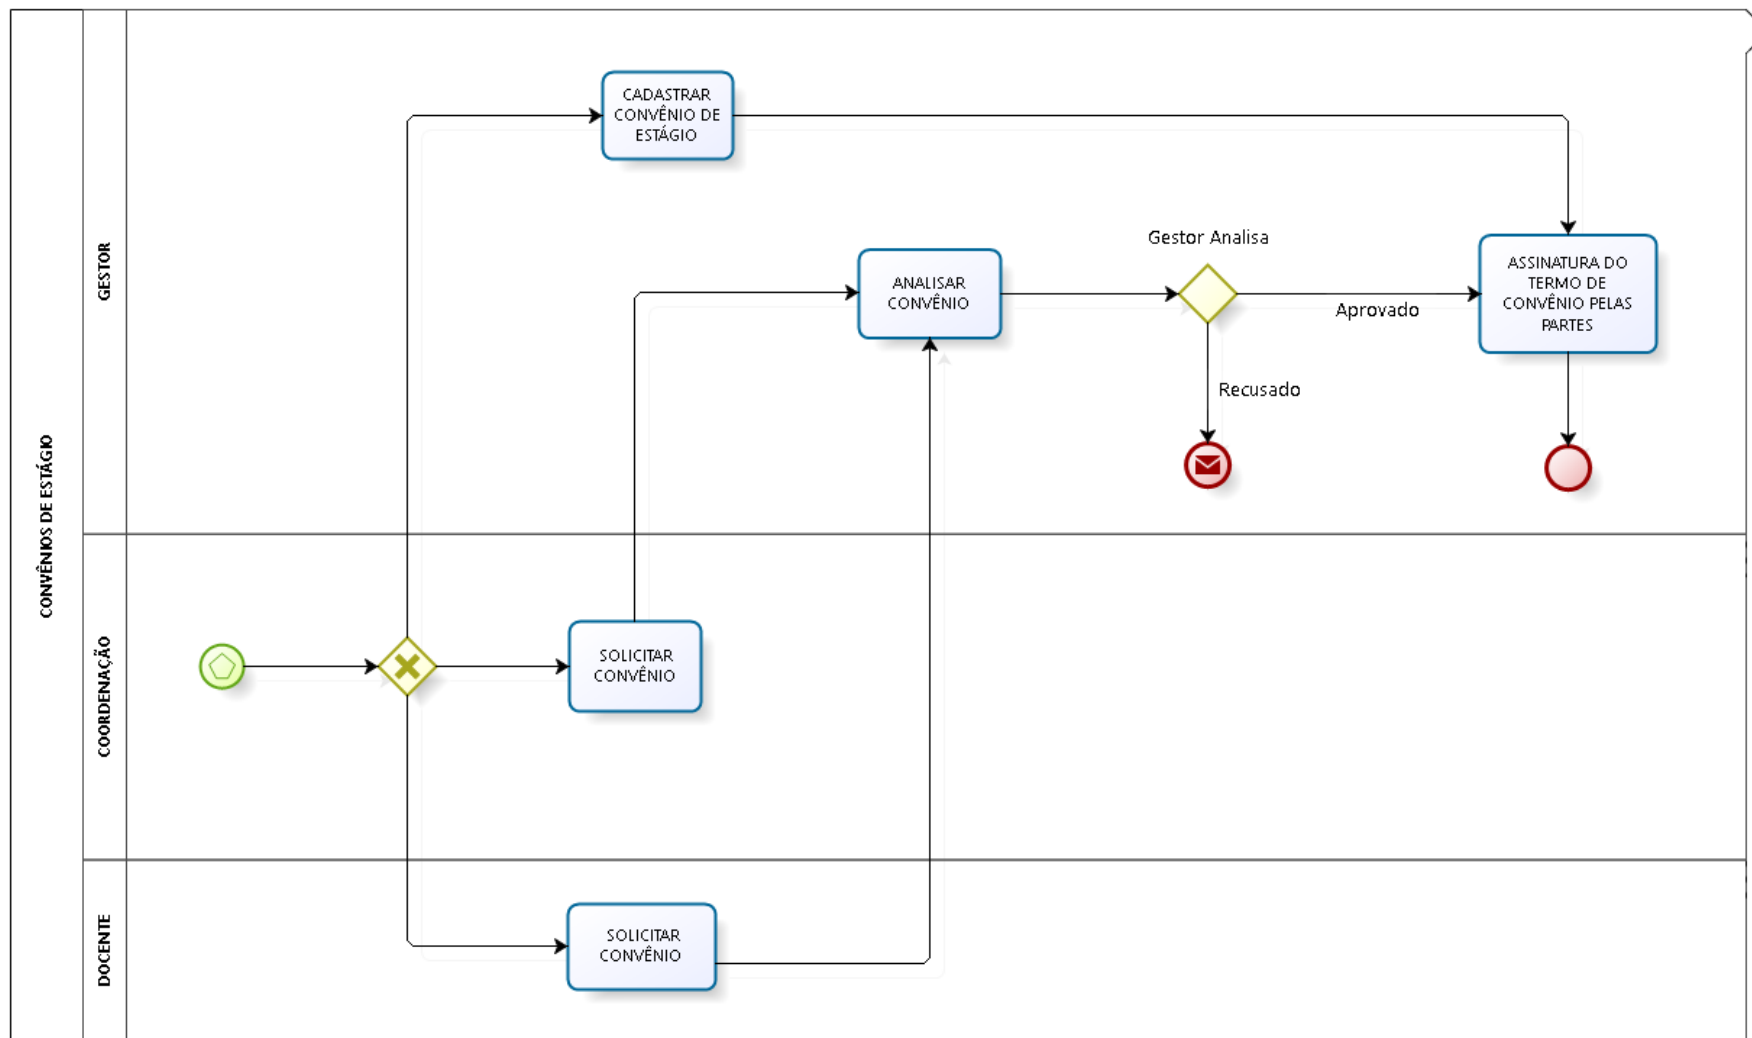 CONVÊNIOS DE ESTÁGIO
GESTOR
CADASTRAR
CONVÊNIO DE
ESTÁGIO
ANALISAR
CONVÊNIO
Gestor Analisa
Aprovado
Recusado
ASSINATURA DO
TERMO DE
CONVÊNIO PELAS
PARTES
COORDENAÇÃO
SOLICITAR
CONVÊNIO
DOCENTE
SOLICITAR
CONVÊNIO